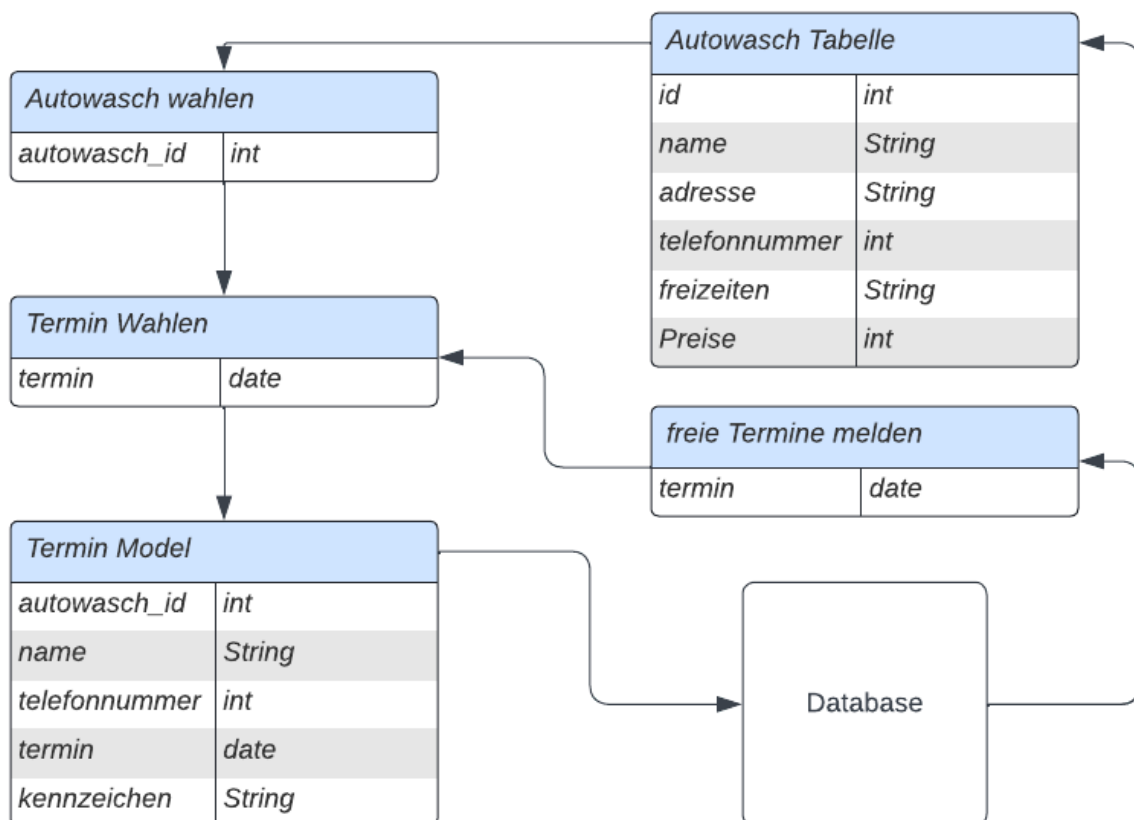 Autowasch Tabelle
id int
name String
adresse String
telefonnummer int
freizeiten String
Preise int
Autowasch wahlen
autowasch_id int
Termin Wahlen
termin date
freie Termine melden
termin date
Termin Model
autowasch_id int
name String
telefonnummer int
termin date
kennzeichen String
Database